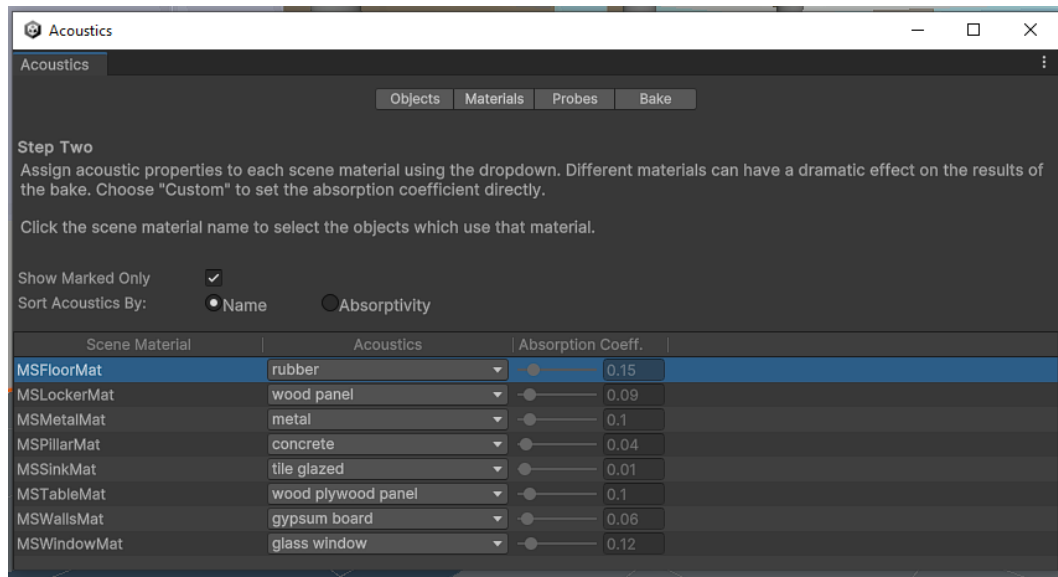 Acoustics
Acoustics
Objects Materials Probes Bake
Step Two
Assign acoustic properties to each scene material using the dropdown. Different materials can have a dramatic effect on the results of
the bake. Choose "Custom" to set the absorption coefficient directly.
Click the scene material name to select the objects which use that material.
Show Marked Only
Sort Acoustics By: Name Absorptivity
Scene Material Acoustics Absorption Coeff.
MSFloorMat rubber 0.15
MSLockerMat wood panel 0.09
MSMetalMat metal 0.1
MSPillarMat concrete 0.04
MSSinkMat tile glazed 0.01
MSTableMat wood plywood panel 0.1
MSWallsMat gypsum board 0.06
MSWindowMat glass window 0.12